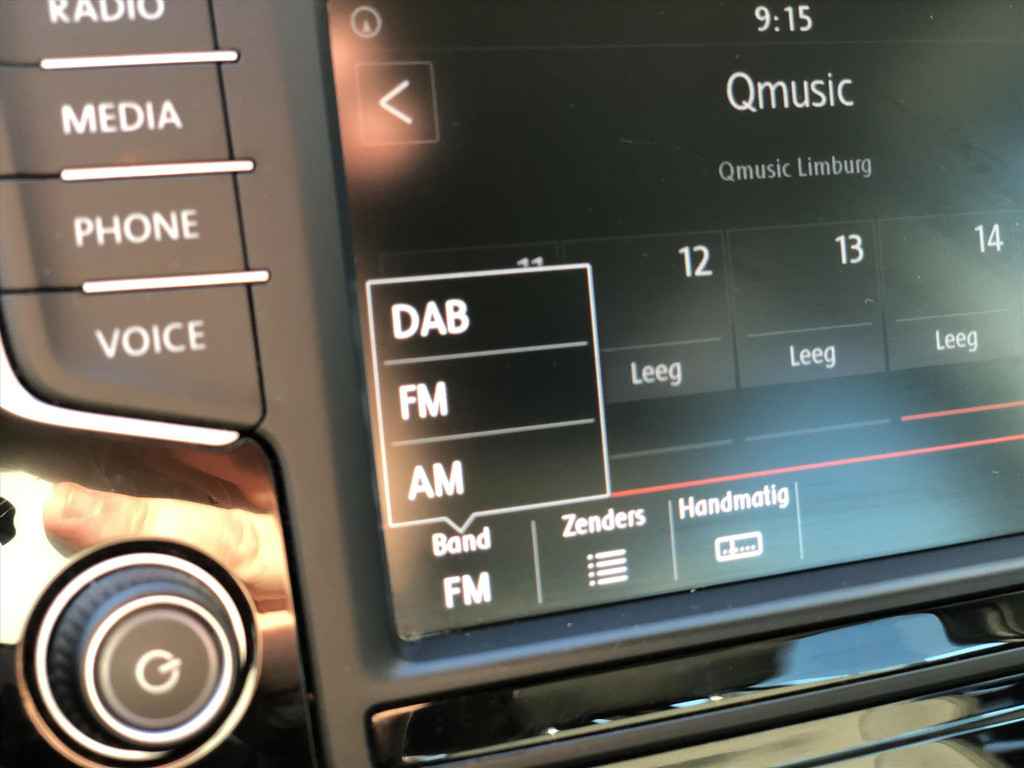 RADIO
MEDIA
PHONE
VOICE
9:15
Qmusic
Qmusic Limburg
11
12
13
14
Leeg
Leeg
Leeg
DAB
FM
AM
Band
FM
Zenders
Handmatig